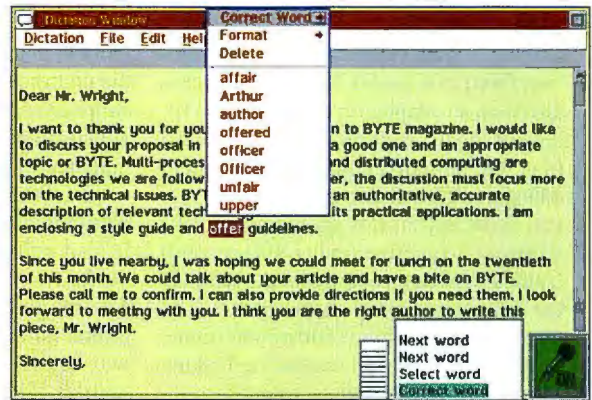 Dictation Window
Dictation File Edit Hel
Correct Word
Format
Delete
affair
Arthur
author
offered
officer
Officer
unfair
upper
Dear Mr. Wright,
I want to thank you for you n to BYTE magazine. I would like
to discuss your proposal in a good one and an appropriate
topic or BYTE. Multi-proces nd distributed computing are
technologies we are follow er, the discussion must focus more
on the technical issues. BYT an authoritative, accurate
description of relevant tech its practical applications. I am
enclosing a style guide and offer guidelines.
Since you live nearby, I was hoping we could meet for lunch on the twentieth
of this month. We could talk about your article and have a bite on BYTE.
Please call me to confirm. I can also provide directions if you need them. I look
forward to meeting with you. I think you are the right author to write this
piece, Mr. Wright.
Sincerely,
Next word
Next word
Select word
Correct word